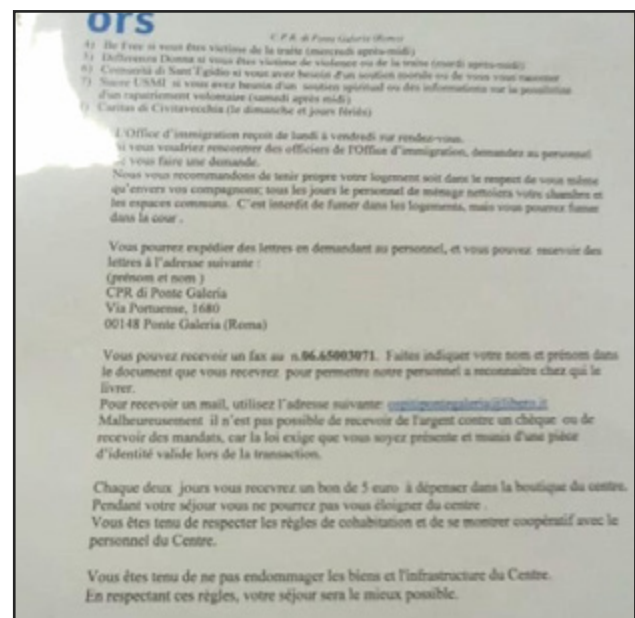 ors
C.P.R. di Ponte Galeria (Roma)
4) Be Free si vous êtes victime de la traite (mercredi après-midi)
5) Differenza Donna si vous êtes victime de violence ou de la traite (mardi après-midi)
6) Comunità di Sant'Egidio si vous avez besoin d'un soutien morale ou de vous vous raconter
7) Suore USMI si vous avez besoin d'un soutien spirituel ou des informations sur la possibilité
d'un rapatriement volontaire (samedi après midi)
Caritas di Civitavecchia (le dimanche et jours fériés)
L'Office d'immigration reçoit de lundi à vendredi sur rendez-vous.
si vous voudriez rencontrer des officiers de l'Office d'immigration, demandez au personnel
vous faire une demande.
Nous vous recommandons de tenir propre votre logement soit dans le respect de vous même
qu'envers vos compagnons; tous les jours le personnel de ménage nettoiera votre chambre et
les espaces communs. C'est interdit de fumer dans les logements, mais vous pourrez fumer
dans la cour .
Vous pourrez expédier des lettres en demandant au personnel, et vous pouvez recevoir des
lettres à l'adresse suivante :
(prénom et nom )
CPR di Ponte Galeria
Via Portuense, 1680
00148 Ponte Galeria (Roma)
Vous pouvez recevoir un fax au n.06.65003071. Faites indiquer votre nom et prénom dans
le document que vous recevrez pour permettre notre personnel a reconnaitre chez qui le
livrer.
Pour recevoir un mail, utilisez l'adresse suivante: ospitipontegaleria@libero.it
Malheureusement il n'est pas possible de recevoir de l'argent contre un chèque ou de
recevoir des mandats, car la loi exige que vous soyez présente et munis d'une pièce
d'identité valide lors de la transaction.
Chaque deux jours vous recevrez un bon de 5 euro à dépenser dans la boutique du centre.
Pendant votre séjour vous ne pourrez pas vous éloigner du centre .
Vous êtes tenu de respecter les règles de cohabitation et de se montrer coopératif avec le
personnel du Centre.
Vous êtes tenu de ne pas endommager les biens et l'infrastructure du Centre.
En respectant ces règles, votre séjour sera le mieux possible.